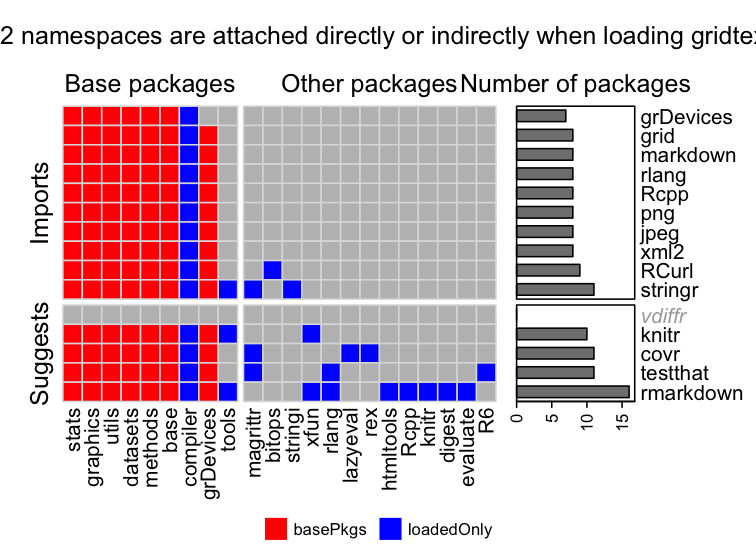 2 namespaces are attached directly or indirectly when loading gridte
Base packages
Other packages
Number of packages
Imports
grDevices
grid
markdown
rlang
Rcpp
png
jpeg
xml2
RCurl
stringr
Suggests
vdiffr
knitr
covr
testthat
rmarkdown
0
5
10
15
stats
graphics
utils
datasets
methods
base
compiler
grDevices
tools
magrittr
bitops
stringi
xfun
rlang
lazyeval
rex
htmltools
Rcpp
knitr
digest
evaluate
R6
basePkgs
loadedOnly